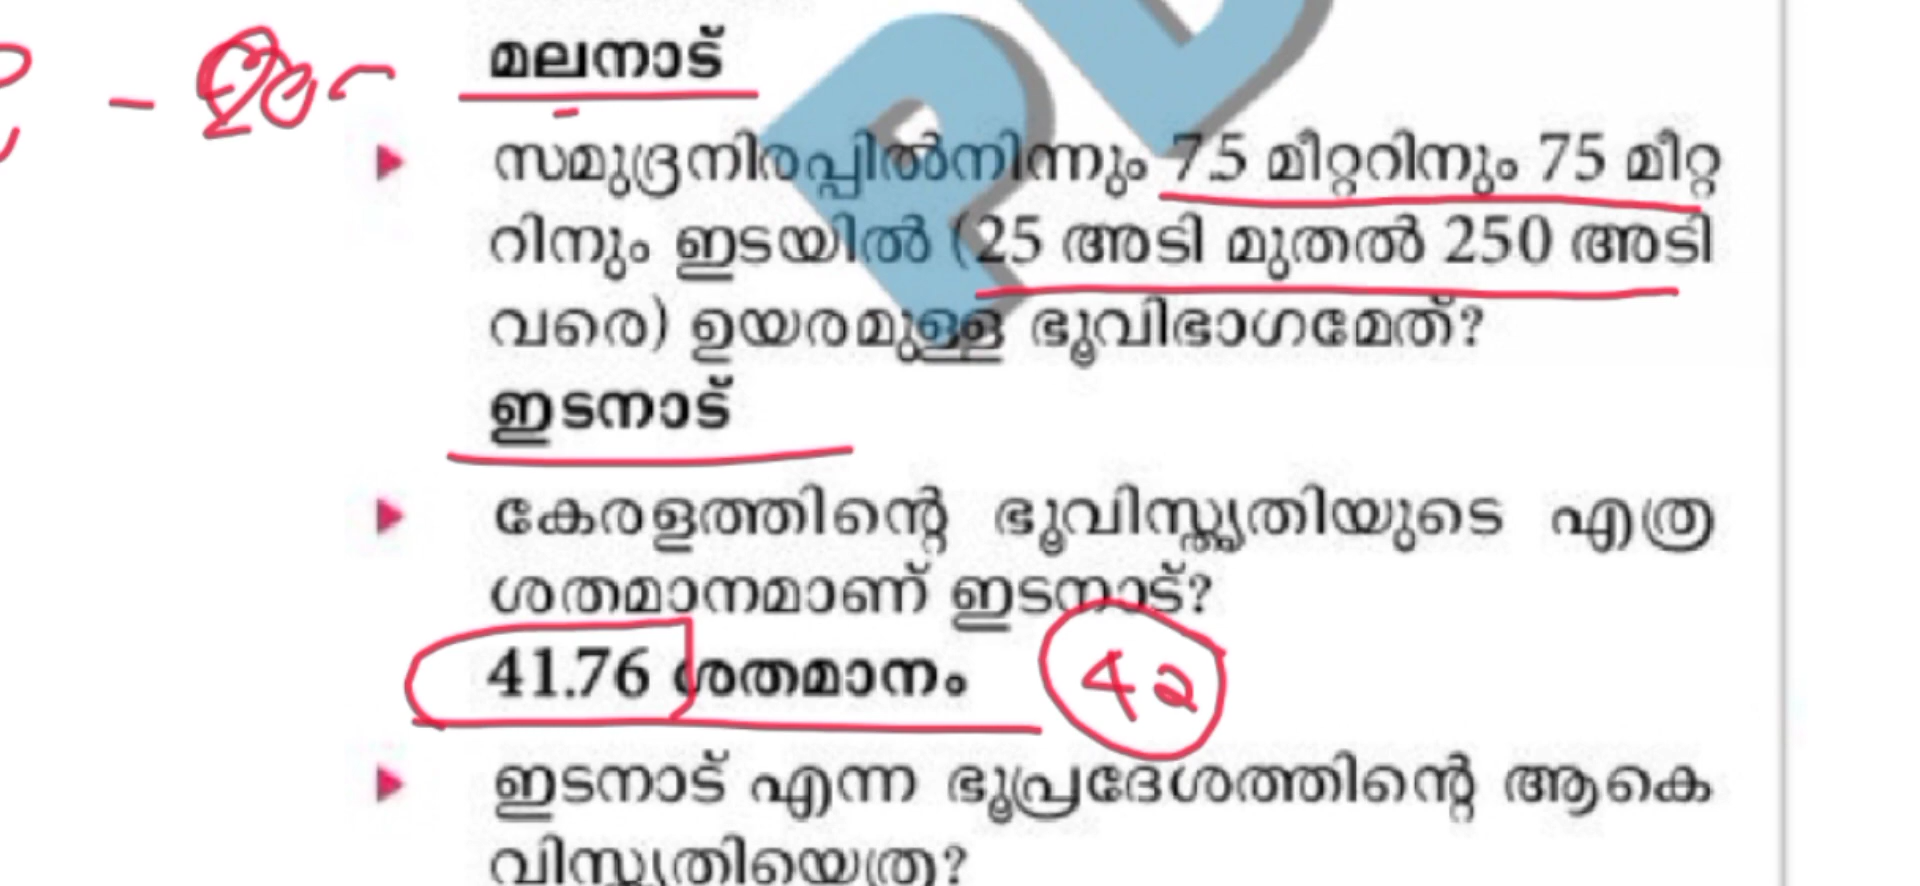 മലനാട്
സമുദ്രനിരപ്പിൽനിന്നും 7.5 മീറ്ററിനും 75 മീറ്റ
റിനും ഇടയിൽ (25 അടി മുതൽ 250 അടി
വരെ) ഉയരമുള്ള ഭൂവിഭാഗമേത്?
ഇടനാട്
കേരളത്തിന്റെ ഭൂവിസ്തൃതിയുടെ എത്ര
ശതമാനമാണ് ഇടനാട്?
41.76 ശതമാനം 42
ഇടനാട് എന്ന ഭൂപ്രദേശത്തിന്റെ ആകെ
വിസ്തൃതിയെത്ര?